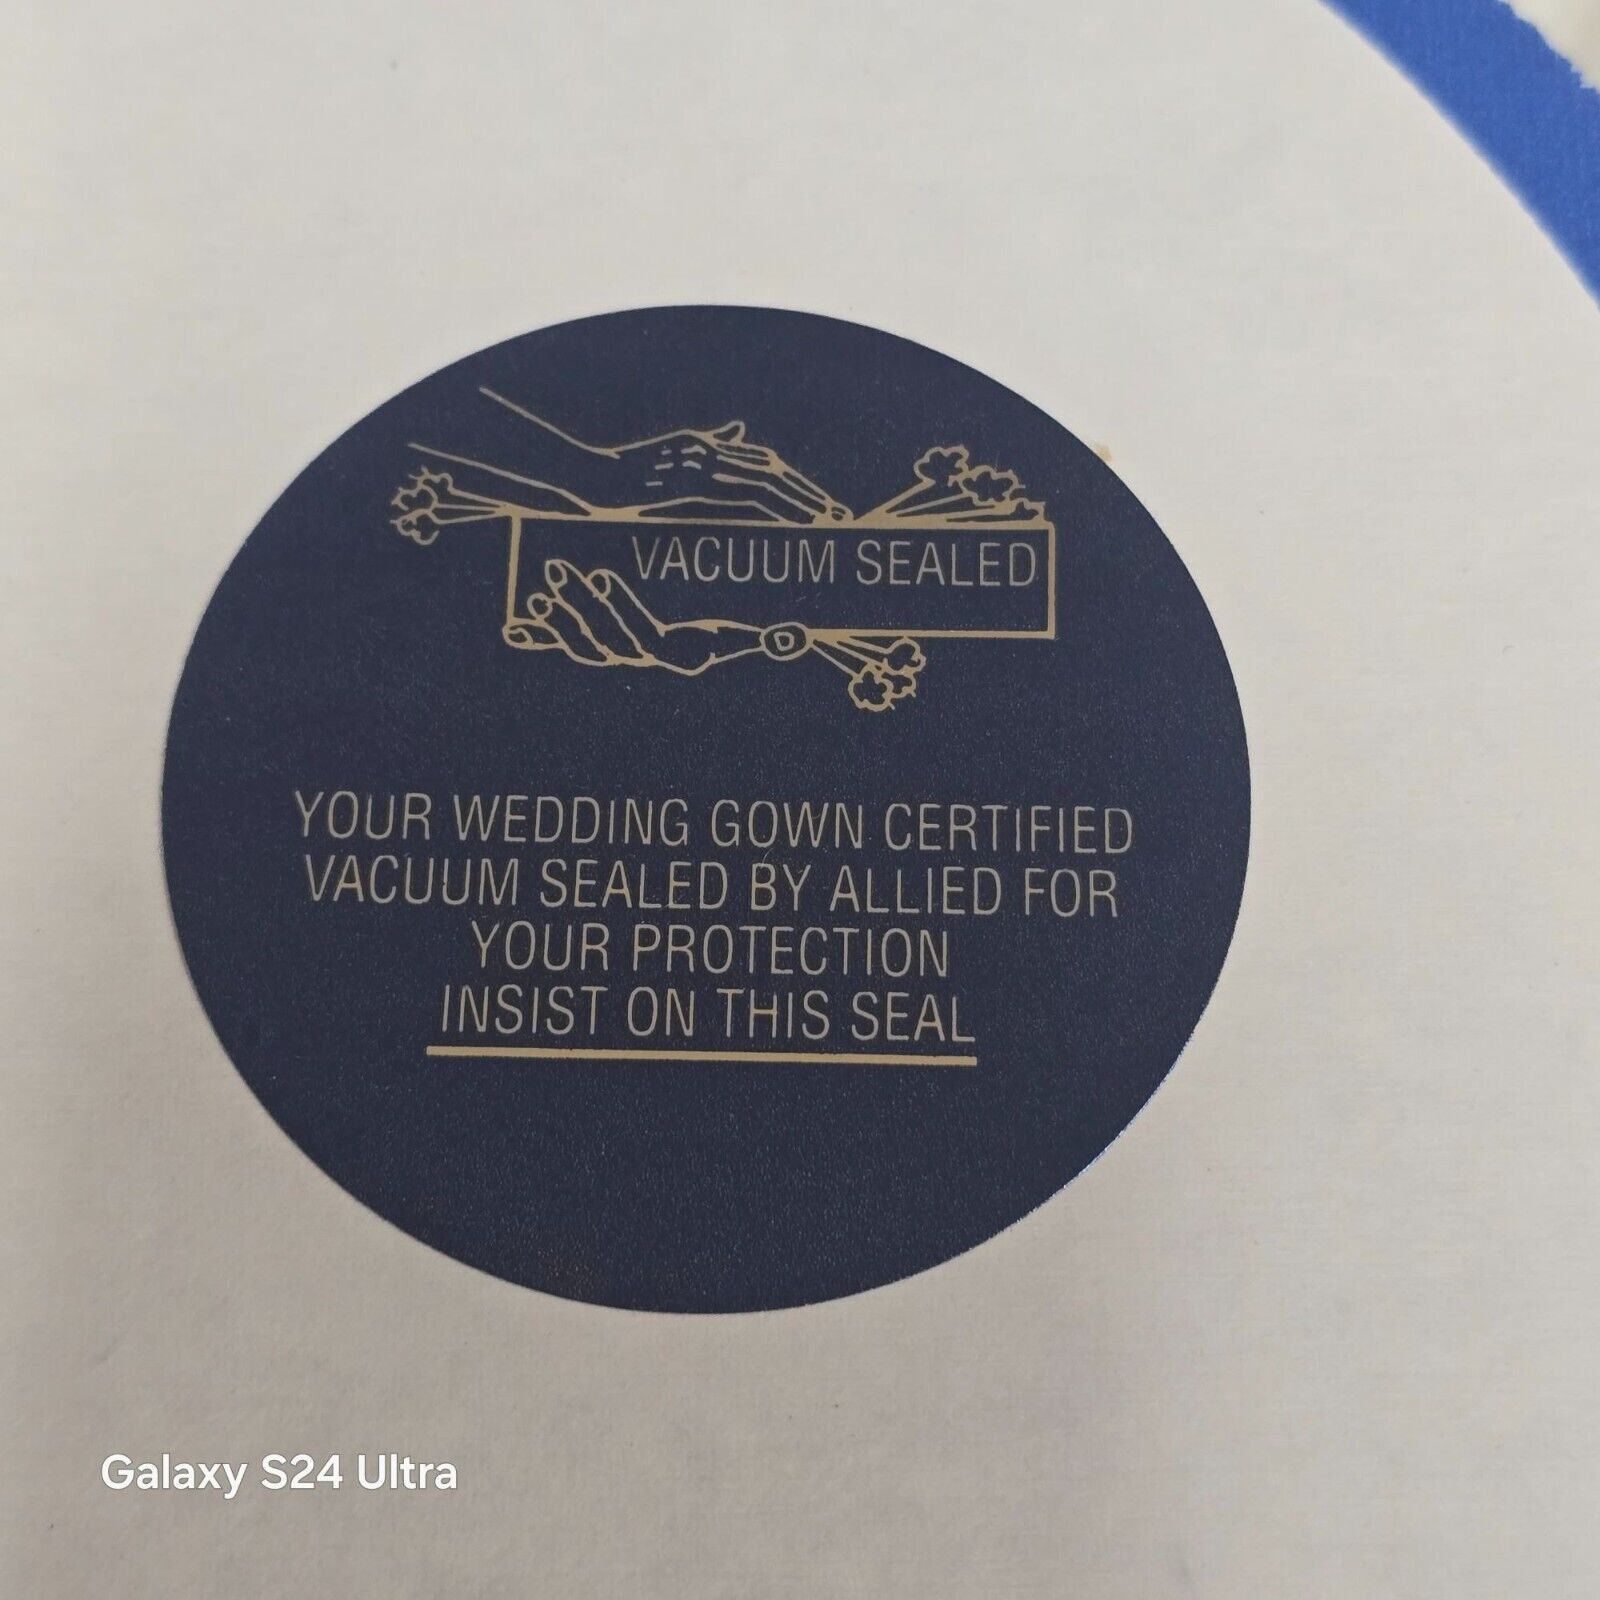 VACUUM SEALED
YOUR WEDDING GOWN CERTIFIED
VACUUM SEALED BY ALLIED FOR
YOUR PROTECTION
INSIST ON THIS SEAL
Galaxy S24 Ultra